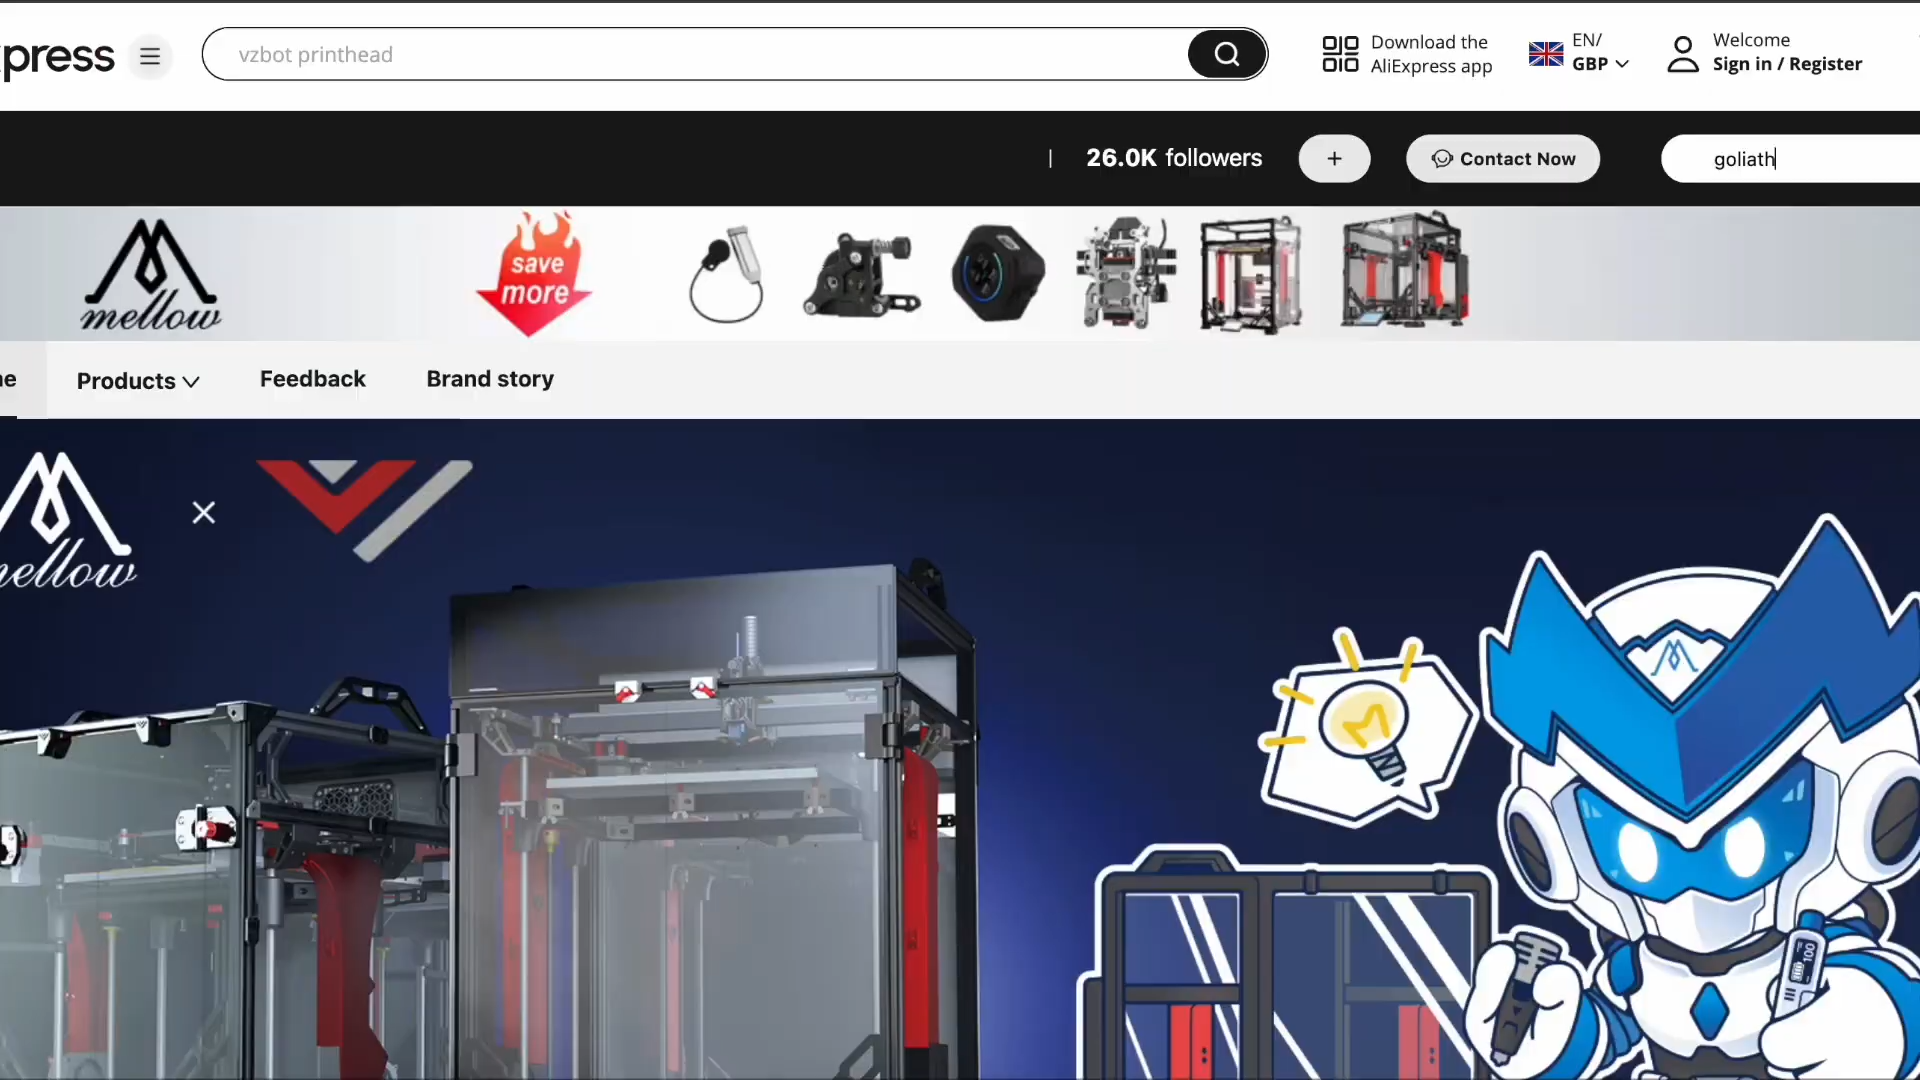 press
vzbot printhead
Download the
AliExpress app
EN/
GBP
Welcome
Sign in / Register
26.0K followers
+
Contact Now
goliath
mellow
save
more
Products
Feedback
Brand story
mellow
100